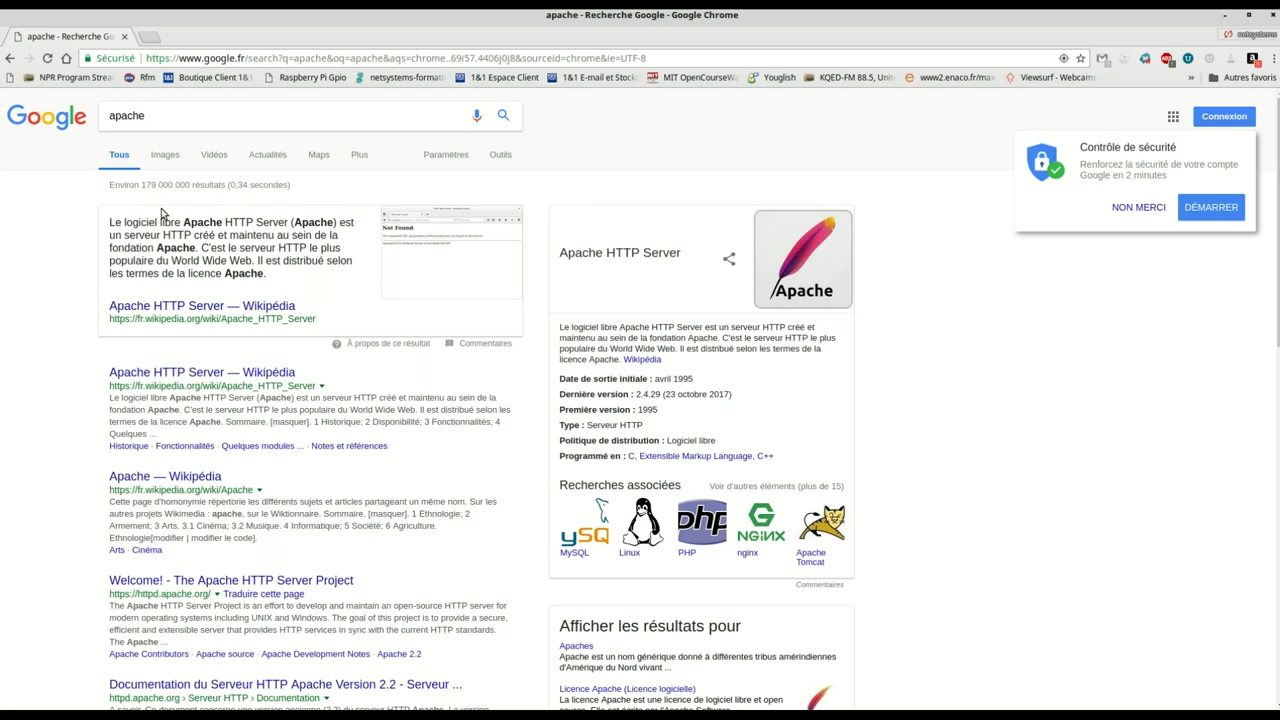 apache - Recherche Google - Google Chrome
apache - Recherche Go
netsystems
Sécurisé https://www.google.fr/search?q=apache&oq=apache&aqs=chrome..69i57.4406j0j8&sourceid=chrome&ie=UTF-8
NPR Program Strea Rfm Boutique Client 1&1 Raspberry Pi Gpio netsystems-format 1&1 Espace Client 1&1 E-mail et Stock MIT OpenCourseW Youglish KQED-FM 88.5, Uni www2.enaco.fr/ma Viewsurf - Webcam » Autres favoris
Google
apache
Connexion
Tous Images Vidéos Actualités Maps Plus Paramètres Outils
Contrôle de sécurité
Renforcez la sécurité de votre compte
Google en 2 minutes
NON MERCI DÉMARRER
Environ 179 000 000 résultats (0,34 secondes)
Le logiciel libre Apache HTTP Server (Apache) est
un serveur HTTP créé et maintenu au sein de la
fondation Apache. C'est le serveur HTTP le plus
populaire du World Wide Web. Il est distribué selon
les termes de la licence Apache.
Not Found
Apache HTTP Server — Wikipédia
https://fr.wikipedia.org/wiki/Apache_HTTP_Server
À propos de ce résultat Commentaires
Apache HTTP Server — Wikipédia
https://fr.wikipedia.org/wiki/Apache_HTTP_Server
Le logiciel libre Apache HTTP Server (Apache) est un serveur HTTP créé et maintenu au sein de la
fondation Apache. C'est le serveur HTTP le plus populaire du World Wide Web. Il est distribué selon les
termes de la licence Apache. Sommaire. [masquer]. 1 Historique; 2 Disponibilité; 3 Fonctionnalités; 4
Quelques ...
Historique · Fonctionnalités · Quelques modules ... · Notes et références
Apache — Wikipédia
https://fr.wikipedia.org/wiki/Apache
Cette page d'homonymie répertorie les différents sujets et articles partageant un même nom. Sur les
autres projets Wikimedia : apache, sur le Wiktionnaire. Sommaire. [masquer]. 1 Ethnologie; 2
Armement; 3 Arts. 3.1 Cinéma; 3.2 Musique. 4 Informatique; 5 Société; 6 Agriculture.
Ethnologie[modifier | modifier le code].
Arts · Cinéma
Welcome! - The Apache HTTP Server Project
https://httpd.apache.org/ Traduire cette page
The Apache HTTP Server Project is an effort to develop and maintain an open-source HTTP server for
modern operating systems including UNIX and Windows. The goal of this project is to provide a secure,
efficient and extensible server that provides HTTP services in sync with the current HTTP standards.
The Apache ...
Apache Contributors · Apache source · Apache Development Notes · Apache 2.2
Documentation du Serveur HTTP Apache Version 2.2 - Serveur ...
httpd.apache.org › Serveur HTTP › Documentation
Apache HTTP Server
Apache
Le logiciel libre Apache HTTP Server est un serveur HTTP créé et
maintenu au sein de la fondation Apache. C'est le serveur HTTP le plus
populaire du World Wide Web. Il est distribué selon les termes de la
licence Apache. Wikipédia
Date de sortie initiale : avril 1995
Dernière version : 2.4.29 (23 octobre 2017)
Première version : 1995
Type : Serveur HTTP
Politique de distribution : Logiciel libre
Programmé en : C, Extensible Markup Language, C++
Recherches associées Voir d'autres éléments (plus de 15)
ySQ php NGINX
MySQL Linux PHP nginx Apache
Tomcat
Commentaires
Afficher les résultats pour
Apaches
Apache est un nom générique donné à différentes tribus amérindiennes
d'Amérique du Nord vivant ...
Licence Apache (Licence logicielle)
La licence Apache est une licence de logiciel libre et open